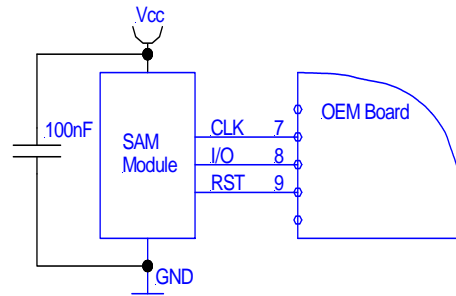 Vcc
100nF
SAM
Module
CLK 7
I/O 8
RST 9
OEM Board
GND